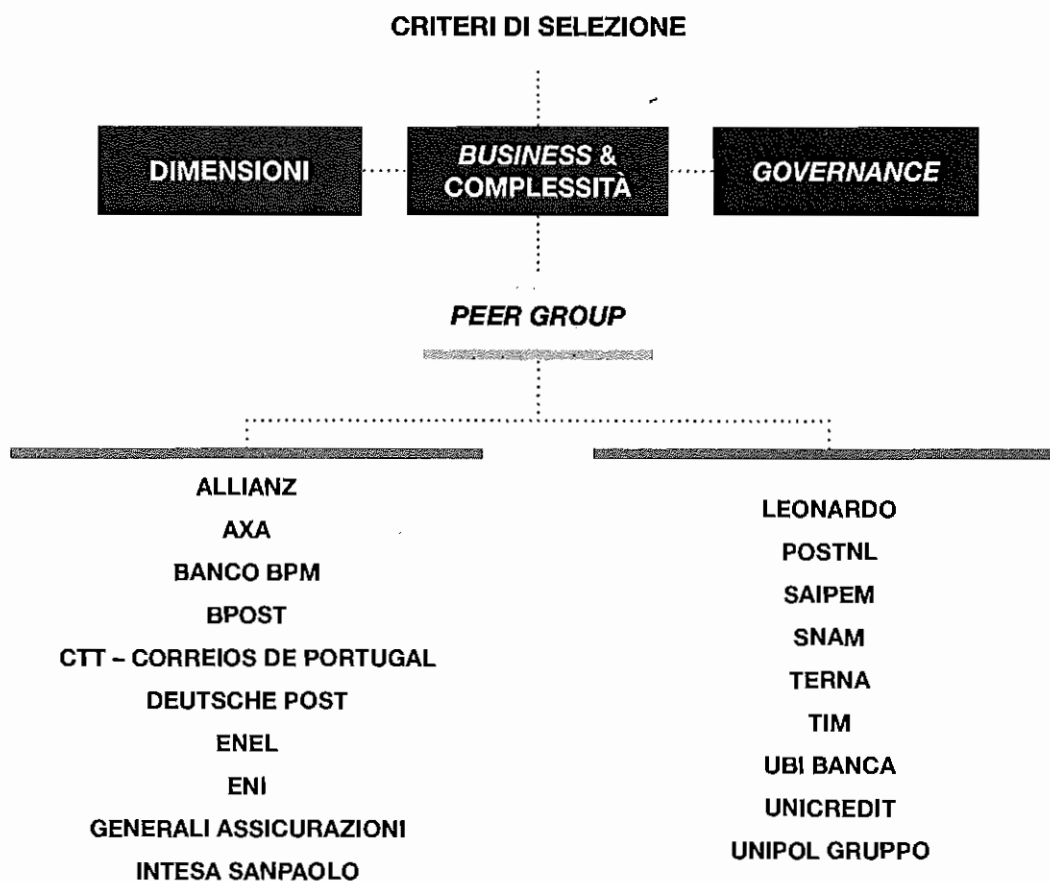 CRITERI DI SELEZIONE
DIMENSIONI
BUSINESS &
COMPLESSITÀ
GOVERNANCE
PEER GROUP
ALLIANZ
AXA
BANCO BPM
BPOST
CTT – CORREIOS DE PORTUGAL
DEUTSCHE POST
ENEL
ENI
GENERALI ASSICURAZIONI
INTESA SANPAOLO
LEONARDO
POSTNL
SAIPEM
SNAM
TERNA
TIM
UBI BANCA
UNICREDIT
UNIPOL GRUPPO